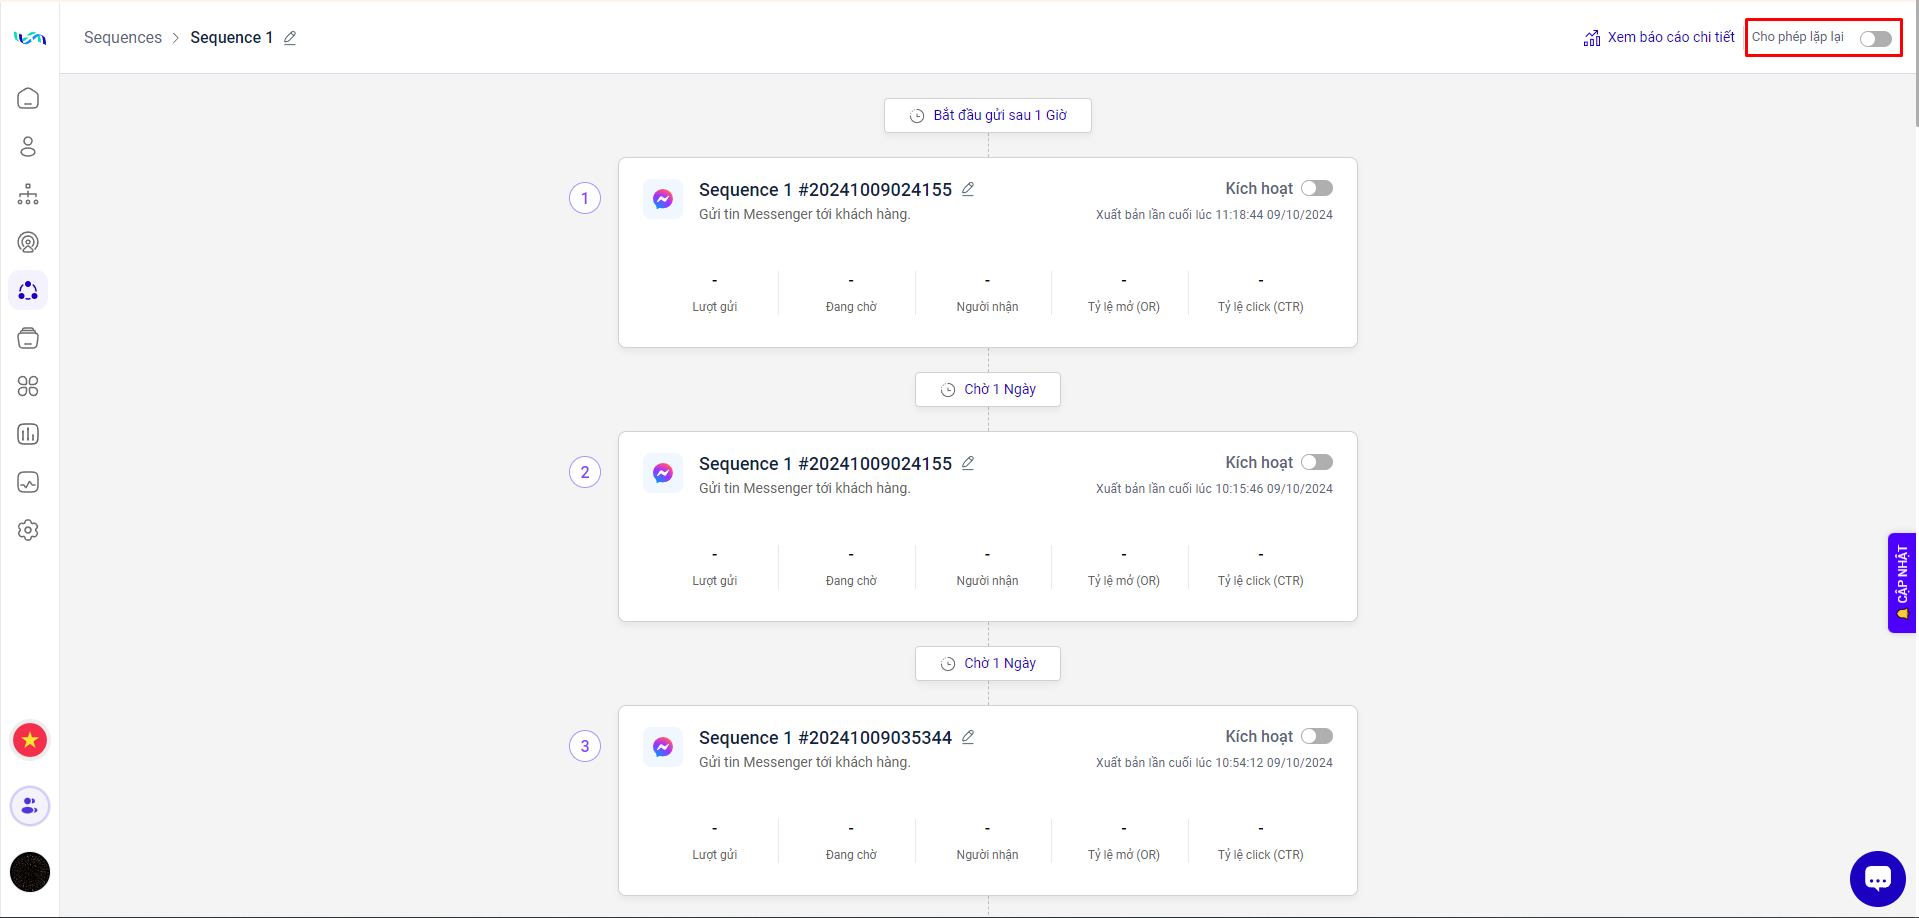 Sequences > Sequence 1
Xem báo cáo chi tiết
Cho phép lặp lại
Bắt đầu gửi sau 1 Giờ
1
Sequence 1 #20241009024155
Kích hoạt
Gửi tin Messenger tới khách hàng.
Xuất bản lần cuối lúc 11:18:44 09/10/2024
- - - - -
Lượt gửi Đang chờ Người nhận Tỷ lệ mở (OR) Tỷ lệ click (CTR)
Chờ 1 Ngày
2
Sequence 1 #20241009024155
Kích hoạt
Gửi tin Messenger tới khách hàng.
Xuất bản lần cuối lúc 10:15:46 09/10/2024
- - - - -
Lượt gửi Đang chờ Người nhận Tỷ lệ mở (OR) Tỷ lệ click (CTR)
CẬP NHẬT
Chờ 1 Ngày
3
Sequence 1 #20241009035344
Kích hoạt
Gửi tin Messenger tới khách hàng.
Xuất bản lần cuối lúc 10:54:12 09/10/2024
- - - - -
Lượt gửi Đang chờ Người nhận Tỷ lệ mở (OR) Tỷ lệ click (CTR)